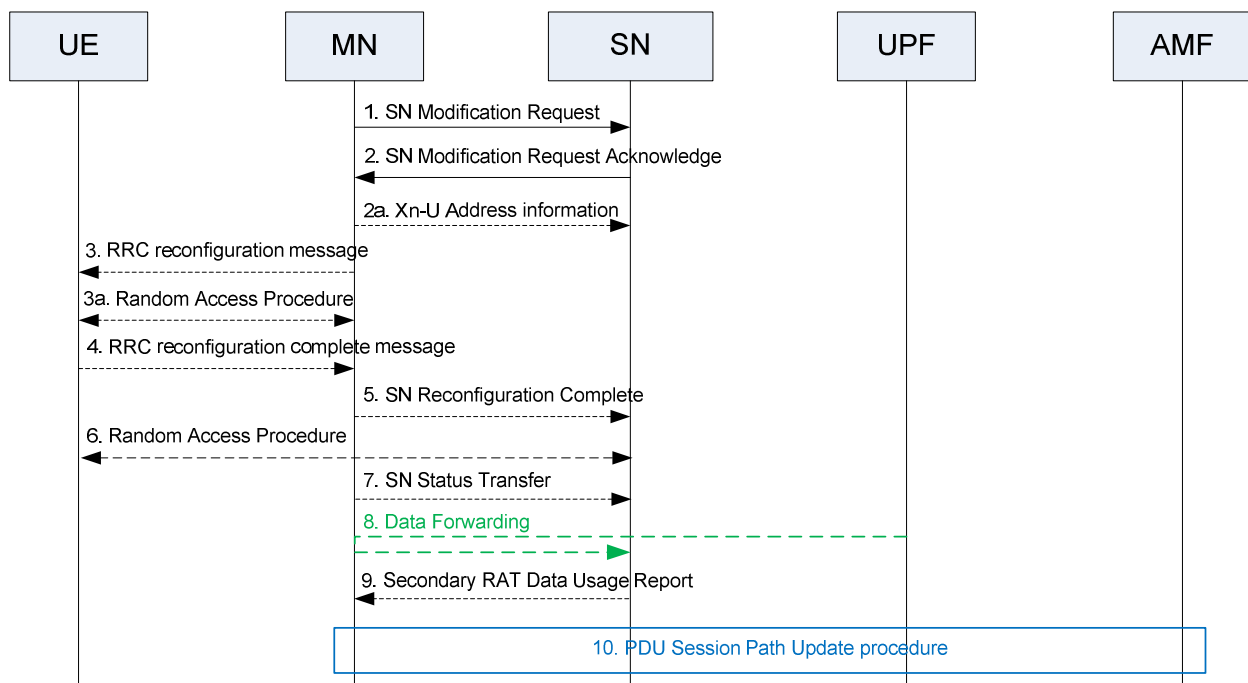 UE
MN
SN
UPF
AMF
1. SN Modification Request
2. SN Modification Request Acknowledge
2a. Xn-U Address information
3. RRC reconfiguration message
3a. Random Access Procedure
4. RRC reconfiguration complete message
5. SN Reconfiguration Complete
6. Random Access Procedure
7. SN Status Transfer
8. Data Forwarding
9. Secondary RAT Data Usage Report
10. PDU Session Path Update procedure